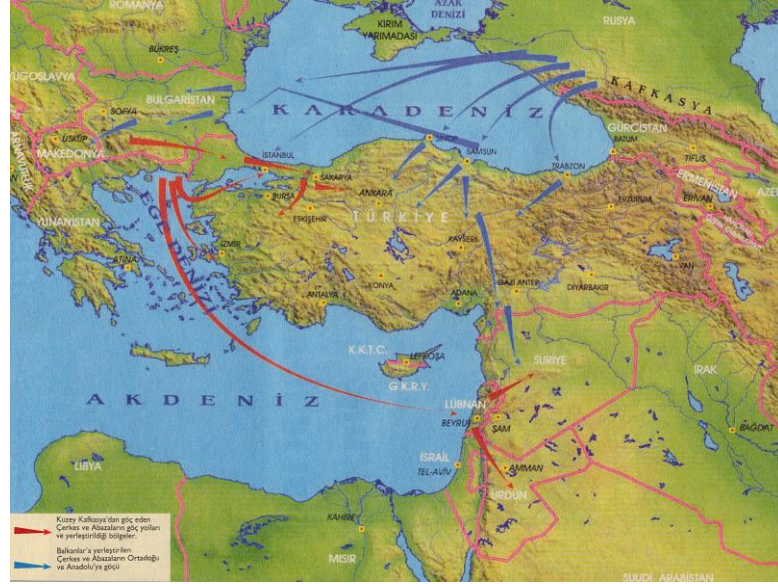 ROMANYA
KIRIM
YARIMADASI
AZAK
DENİZİ
RUSYA
BÜKREŞ
YUGOSLAVYA
BULGARİSTAN
SOFYA
KARADENİZ
KAFKASYA
ÜSKÜP
MAKEDONYA
ARNAVUTLUK
GÜRCİSTAN
BATUM
TİFLİS
İSTANBUL
SİNOP
SAMSUN
TRABZON
SAKARYA
BURSA
ANKARA
ERMENİSTAN
ERİVAN
AZE
YUNANİSTAN
EGE DENİZİ
ESKİŞEHİR
TÜRKİYE
ERZURUM
İZMİR
KAYSERİ
VAN
ATİNA
KONYA
ANTALYA
ADANA
GAZİ ANTEP
DİYARBAKIR
K.K.T.C.
LEFKOŞA
G.K.R.Y.
SURİYE
IRAK
AKDENİZ
LÜBNAN
BEYRUT
ŞAM
BAĞDAT
İSRAİL
TEL-AVİV
AMMAN
ÜRDÜN
LİBYA
KAHİRE
MISIR
SUUDİ ARABİSTAN
Kuzey Kafkasya'dan göç eden
Çerkes ve Abazaların göç yolları
ve yerleştirildiği bölgeler.
Balkanlar'a yerleştirilen
Çerkes ve Abazaların Ortadoğu
ve Anadolu'ya göçü